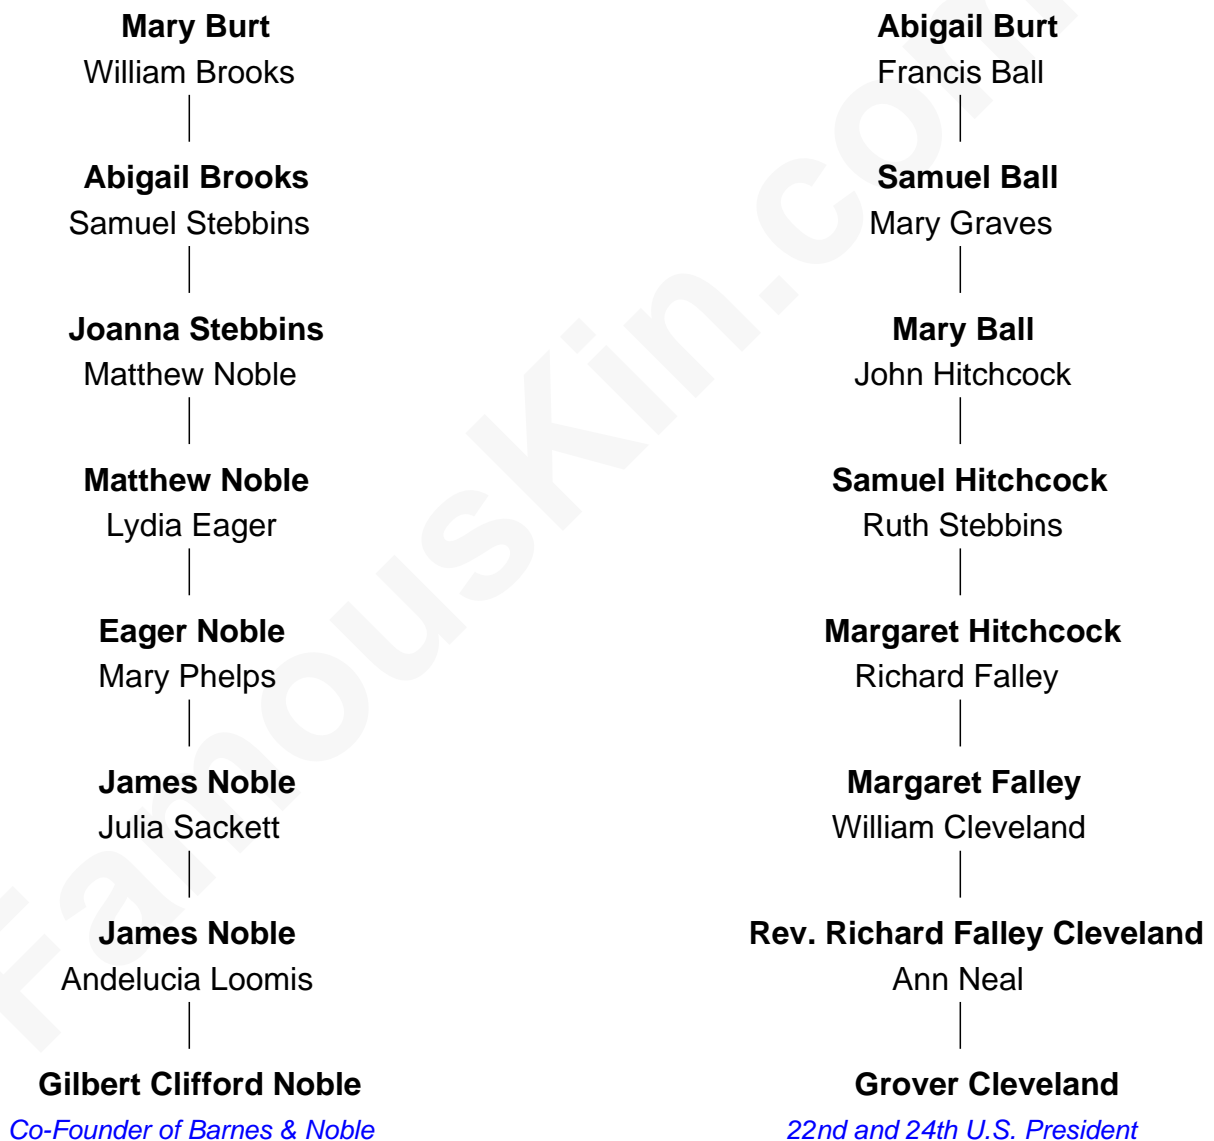 Mary Burt
William Brooks
Abigail Brooks
Samuel Stebbins
Joanna Stebbins
Matthew Noble
Matthew Noble
Lydia Eager
Eager Noble
Mary Phelps
James Noble
Julia Sackett
James Noble
Andelucia Loomis
Gilbert Clifford Noble
Co-Founder of Barnes & Noble
Abigail Burt
Francis Ball
Samuel Ball
Mary Graves
Mary Ball
John Hitchcock
Samuel Hitchcock
Ruth Stebbins
Margaret Hitchcock
Richard Falley
Margaret Falley
William Cleveland
Rev. Richard Falley Cleveland
Ann Neal
Grover Cleveland
22nd and 24th U.S. President
FamousKin.com